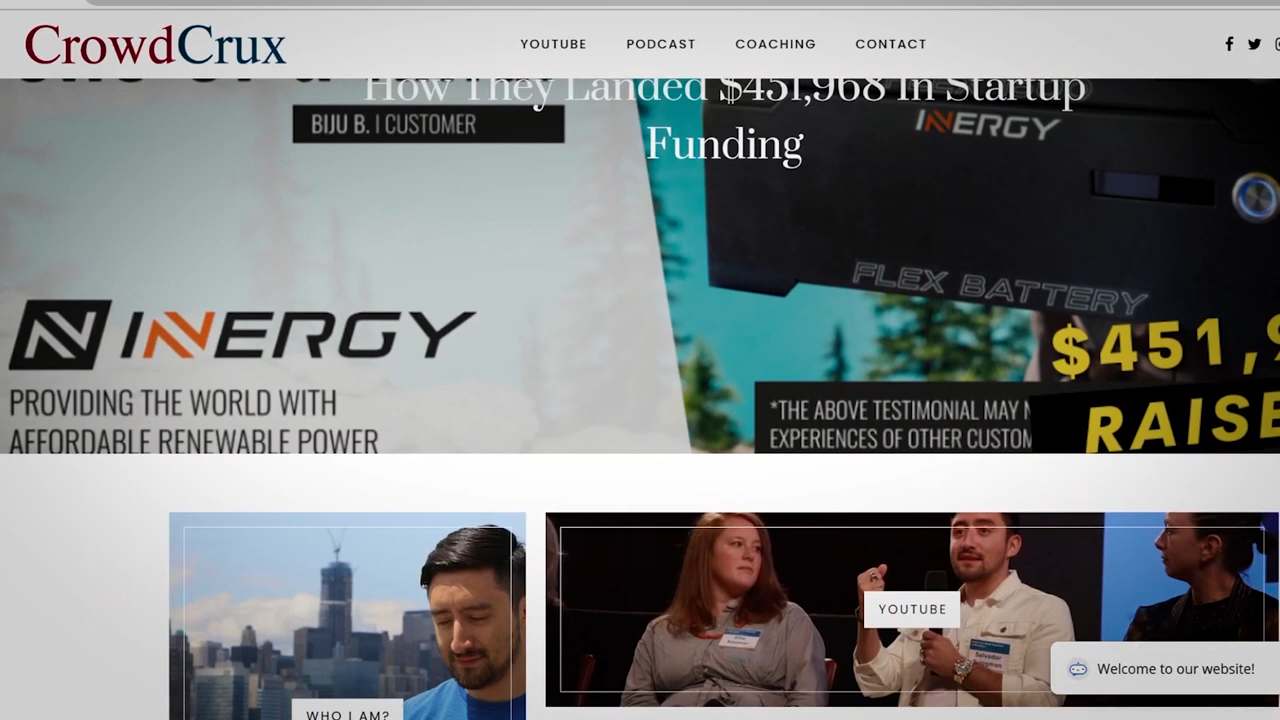 CrowdCrux
YOUTUBE PODCAST COACHING CONTACT
How They Landed $451,968 In Startup
Funding
BIJU B. I CUSTOMER
INERGY
FLEX BATTERY
INERGY
PROVIDING THE WORLD WITH
AFFORDABLE RENEWABLE POWER
$451,9
RAISE
*THE ABOVE TESTIMONIAL MAY N
EXPERIENCES OF OTHER CUSTOM
YOUTUBE
Salvador
Welcome to our website!
WHO I AM?